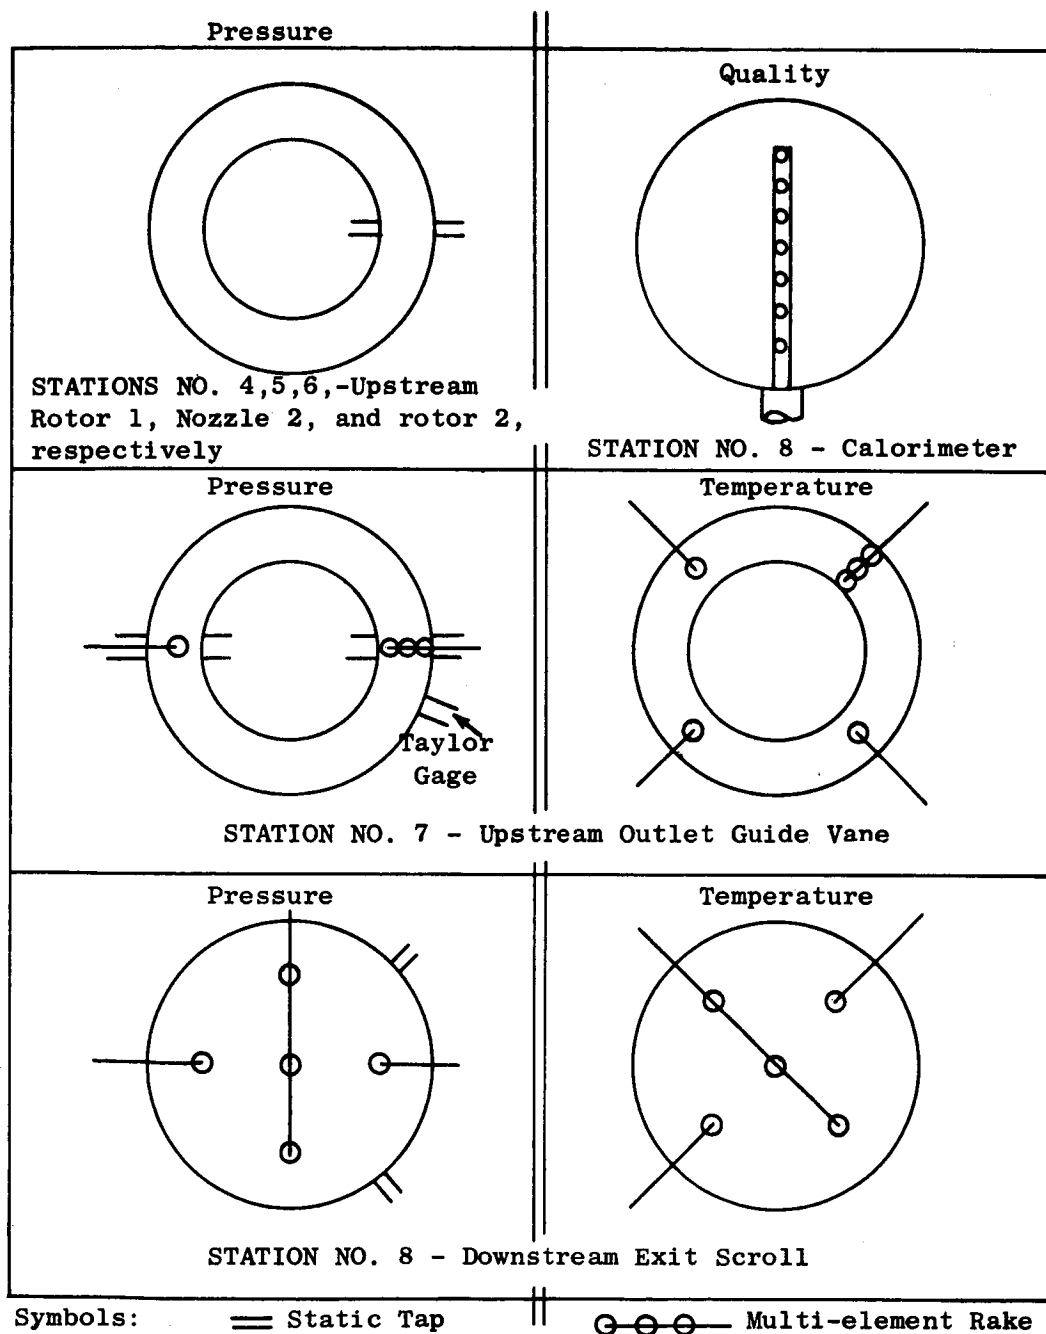 Pressure
Quality
STATIONS NO. 4,5,6,-Upstream
Rotor 1, Nozzle 2, and rotor 2,
respectively
STATION NO. 8 - Calorimeter
Pressure
Temperature
Taylor
Gage
STATION NO. 7 - Upstream Outlet Guide Vane
Pressure
Temperature
STATION NO. 8 - Downstream Exit Scroll
Symbols: Static Tap Multi-element Rake